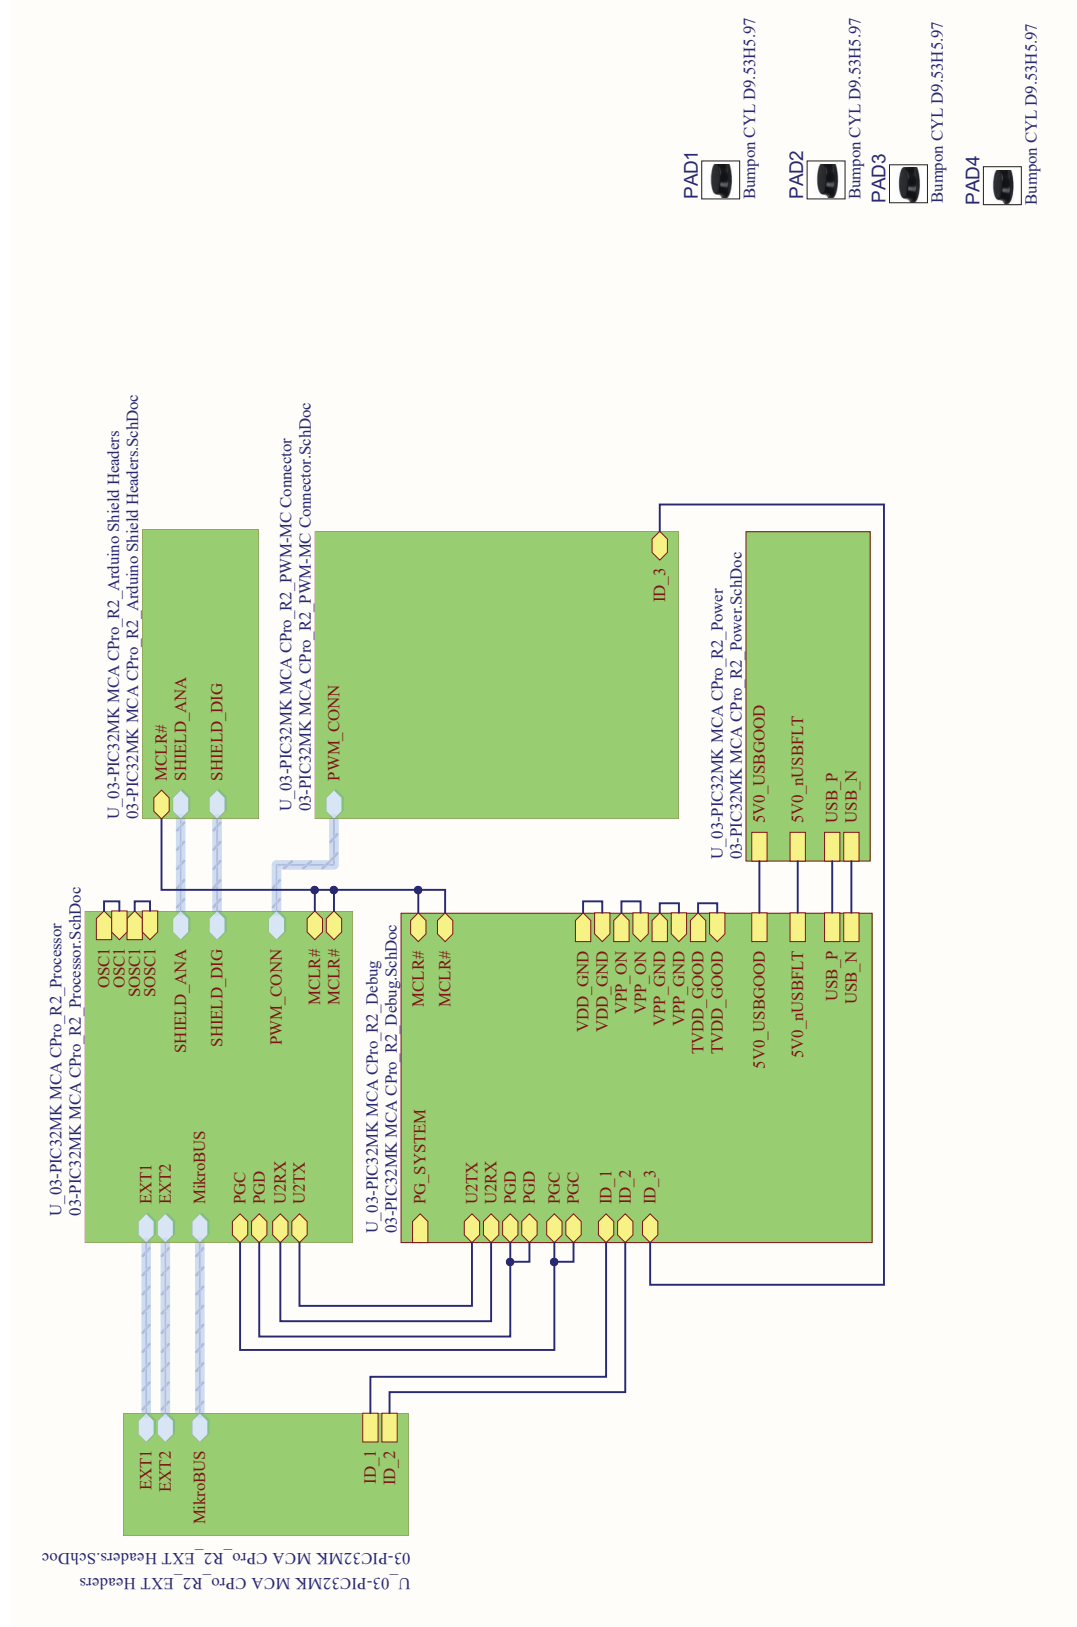 U_03-PIC32MK MCA CPro_R2_EXT Headers
03-PIC32MK MCA CPro_R2_EXT Headers.SchDoc
EXT1
EXT2
MikroBUS
ID_1
ID_2
U_03-PIC32MK MCA CPro_R2_Processor
03-PIC32MK MCA CPro_R2_Processor.SchDoc
EXT1
EXT2
MikroBUS
PGC
PGD
U2RX
U2TX
OSC1
OSC1
SOSC1
SOSC1
SHIELD_ANA
SHIELD_DIG
PWM_CONN
MCLR#
MCLR#
U_03-PIC32MK MCA CPro_R2_Debug
03-PIC32MK MCA CPro_R2_Debug.SchDoc
PG_SYSTEM
U2TX
U2RX
PGD
PGD
PGC
PGC
ID_1
ID_2
ID_3
MCLR#
MCLR#
VDD_GND
VDD_GND
VPP_ON
VPP_ON
VPP_GND
VPP_GND
TVDD_GOOD
TVDD_GOOD
5V0_USBGOOD
5V0_nUSBFLT
USB_P
USB_N
U_03-PIC32MK MCA CPro_R2_Arduino Shield Headers
03-PIC32MK MCA CPro_R2_Arduino Shield Headers.SchDoc
MCLR#
SHIELD_ANA
SHIELD_DIG
U_03-PIC32MK MCA CPro_R2_PWM-MC Connector
03-PIC32MK MCA CPro_R2_PWM-MC Connector.SchDoc
PWM_CONN
ID_3
U_03-PIC32MK MCA CPro_R2_Power
03-PIC32MK MCA CPro_R2_Power.SchDoc
5V0_USBGOOD
5V0_nUSBFLT
USB_P
USB_N
PAD1
Bumpon CYL D9.53H5.97
PAD2
Bumpon CYL D9.53H5.97
PAD3
Bumpon CYL D9.53H5.97
PAD4
Bumpon CYL D9.53H5.97